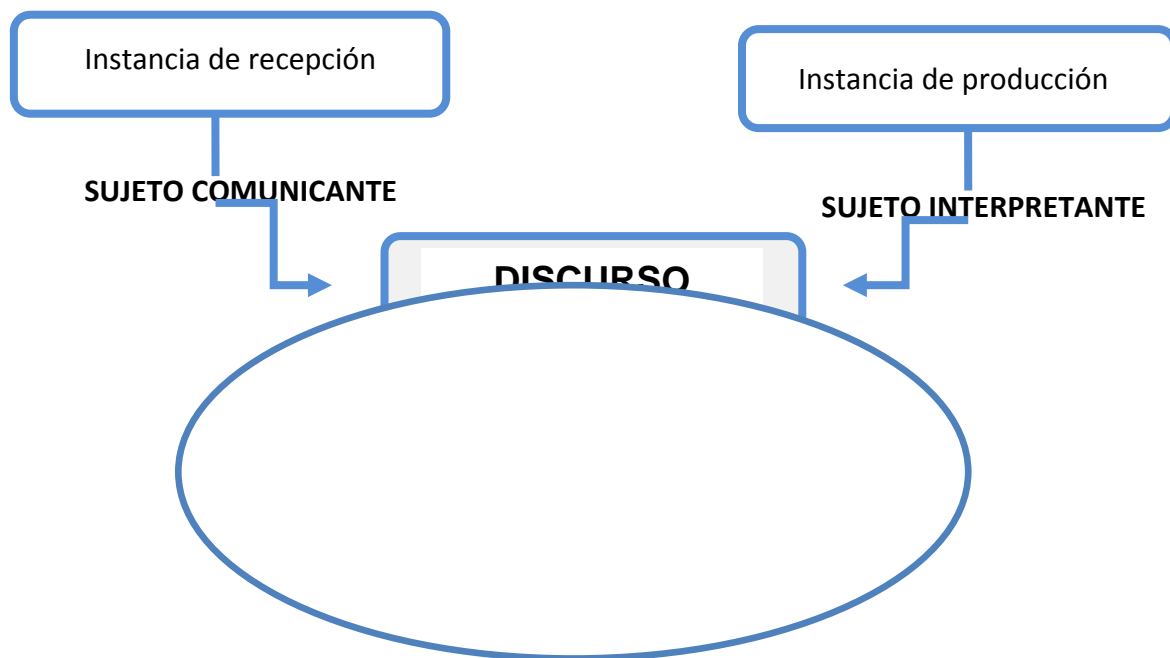 Instancia de recepción
Instancia de producción
SUJETO COMUNICANTE
SUJETO INTERPRETANTE
DISCURSO